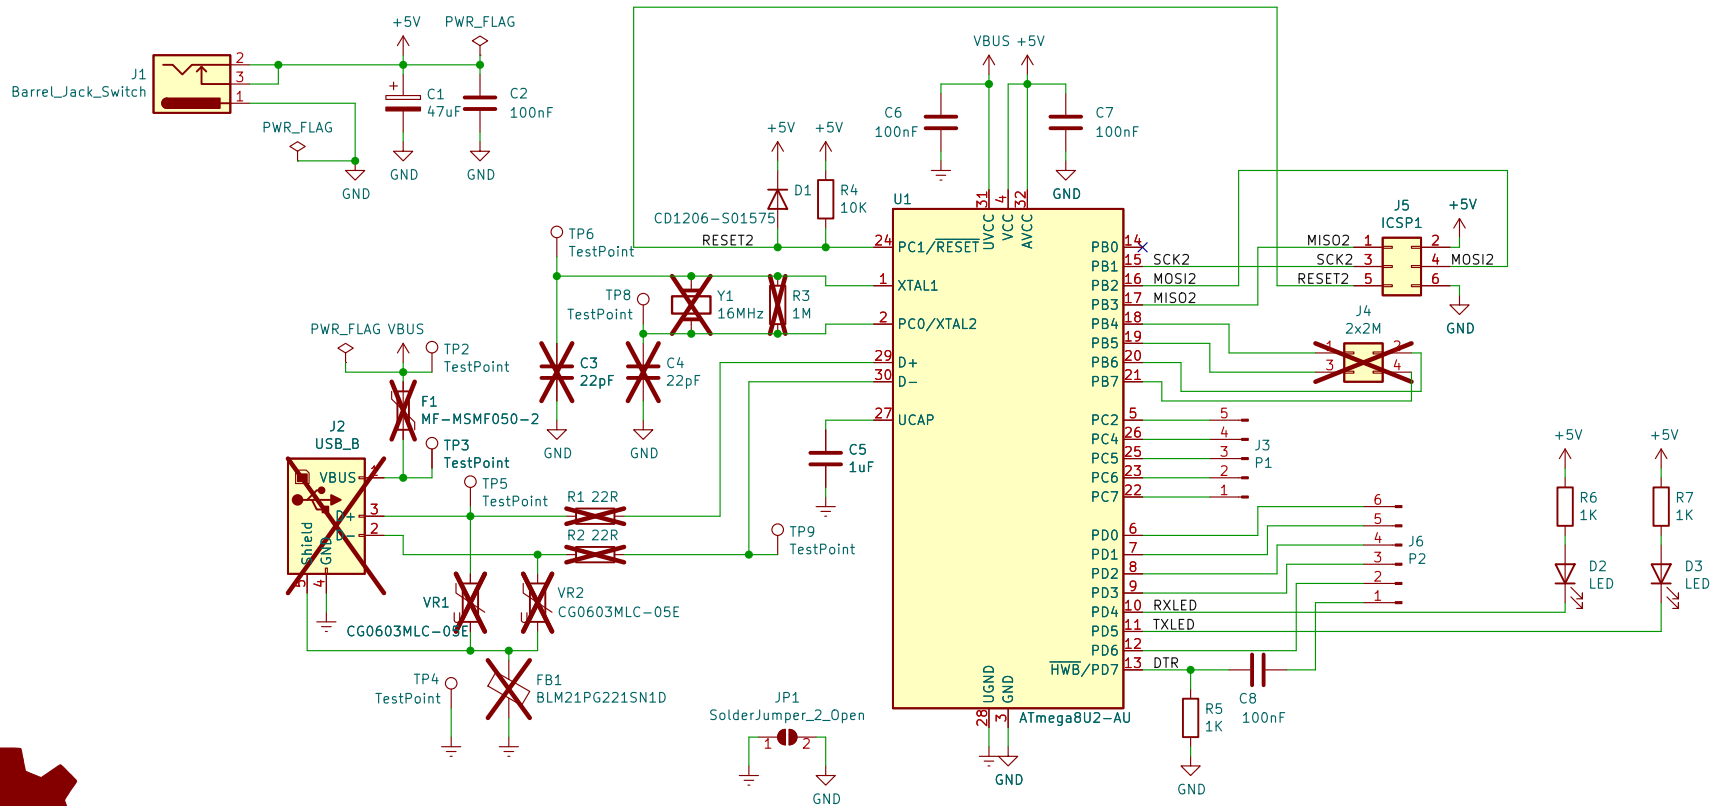 +5V
PWR_FLAG
J1
Barrel_Jack_Switch
2
3
1
+
C1
47uF
C2
100nF
PWR_FLAG
GND
GND
GND
VBUS
+5V
C6
100nF
C7
100nF
GND
+5V
+5V
D1
CD1206-S01575
R4
10K
RESET2
U1
31
4
32
UVCC
VCC
AVCC
24
PC1/RESET
1
XTAL1
2
PC0/XTAL2
29
D+
30
D-
27
UCAP
PB0
14
PB1
15
SCK2
PB2
16
MOSI2
PB3
17
MISO2
PB4
18
PB5
19
PB6
20
PB7
21
PC2
5
PC4
26
PC5
25
PC6
23
PC7
22
PD0
6
PD1
7
PD2
8
PD3
9
PD4
10
RXLED
PD5
11
TXLED
PD6
12
HWB/PD7
13
DTR
UGND
GND
28
3
ATmega8U2-AU
GND
J5
ICSP1
+5V
MISO2
1
2
SCK2
3
4
MOSI2
RESET2
5
6
GND
J4
2x2M
1
2
3
4
5
4
3
2
1
J3
P1
6
5
4
3
2
1
J6
P2
+5V
+5V
R6
1K
R7
1K
D2
LED
D3
LED
C8
100nF
R5
1K
GND
TP6
TestPoint
TP8
TestPoint
Y1
16MHz
R3
1M
C3
22pF
C4
22pF
GND
GND
C5
1uF
PWR_FLAG
VBUS
TP2
TestPoint
F1
MF-MSMF050-2
J2
USB_B
TP3
TestPoint
VBUS
1
D+
3
D-
2
Shield
GND
5
4
TP5
TestPoint
R1 22R
R2 22R
TP9
TestPoint
VR1
CG0603MLC-05E
VR2
CG0603MLC-05E
TP4
TestPoint
FB1
BLM21PG221SN1D
JP1
SolderJumper_2_Open
1
2
GND